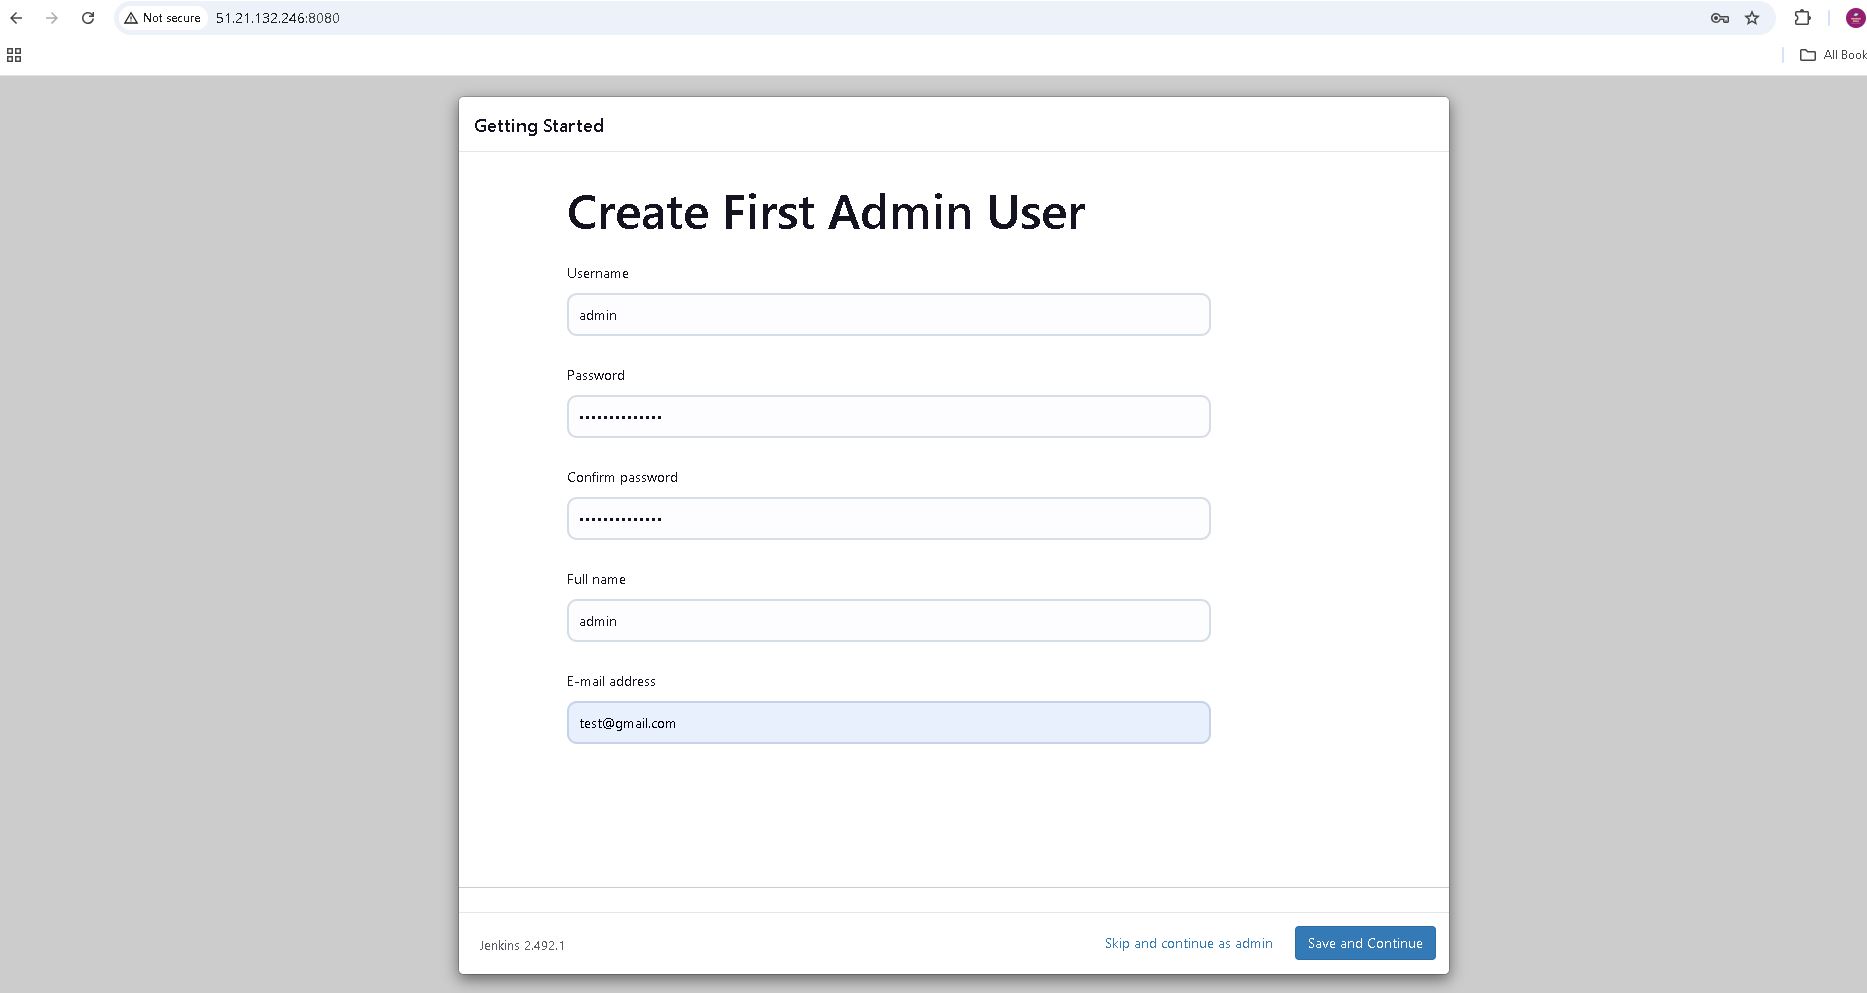 Not secure 51.21.132.246:8080
All Book
Getting Started
Create First Admin User
Username
admin
Password
••••••••••••••
Confirm password
••••••••••••••
Full name
admin
E-mail address
test@gmail.com
Jenkins 2.492.1
Skip and continue as admin
Save and Continue